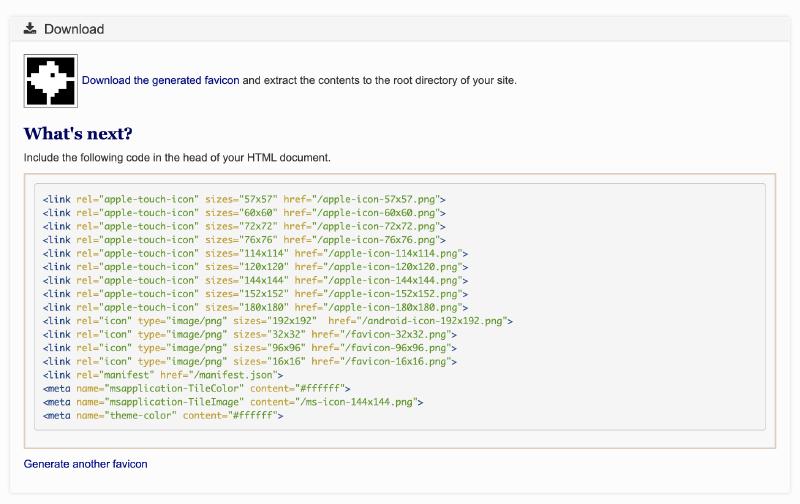 Download
Download the generated favicon and extract the contents to the root directory of your site.
What's next?
Include the following code in the head of your HTML document.
<link rel="apple-touch-icon" sizes="57x57" href="/apple-icon-57x57.png">
<link rel="apple-touch-icon" sizes="60x60" href="/apple-icon-60x60.png">
<link rel="apple-touch-icon" sizes="72x72" href="/apple-icon-72x72.png">
<link rel="apple-touch-icon" sizes="76x76" href="/apple-icon-76x76.png">
<link rel="apple-touch-icon" sizes="114x114" href="/apple-icon-114x114.png">
<link rel="apple-touch-icon" sizes="120x120" href="/apple-icon-120x120.png">
<link rel="apple-touch-icon" sizes="144x144" href="/apple-icon-144x144.png">
<link rel="apple-touch-icon" sizes="152x152" href="/apple-icon-152x152.png">
<link rel="apple-touch-icon" sizes="180x180" href="/apple-icon-180x180.png">
<link rel="icon" type="image/png" sizes="192x192"  href="/android-icon-192x192.png">
<link rel="icon" type="image/png" sizes="32x32" href="/favicon-32x32.png">
<link rel="icon" type="image/png" sizes="96x96" href="/favicon-96x96.png">
<link rel="icon" type="image/png" sizes="16x16" href="/favicon-16x16.png">
<link rel="manifest" href="/manifest.json">
<meta name="msapplication-TileColor" content="#ffffff">
<meta name="msapplication-TileImage" content="/ms-icon-144x144.png">
<meta name="theme-color" content="#ffffff">
Generate another favicon